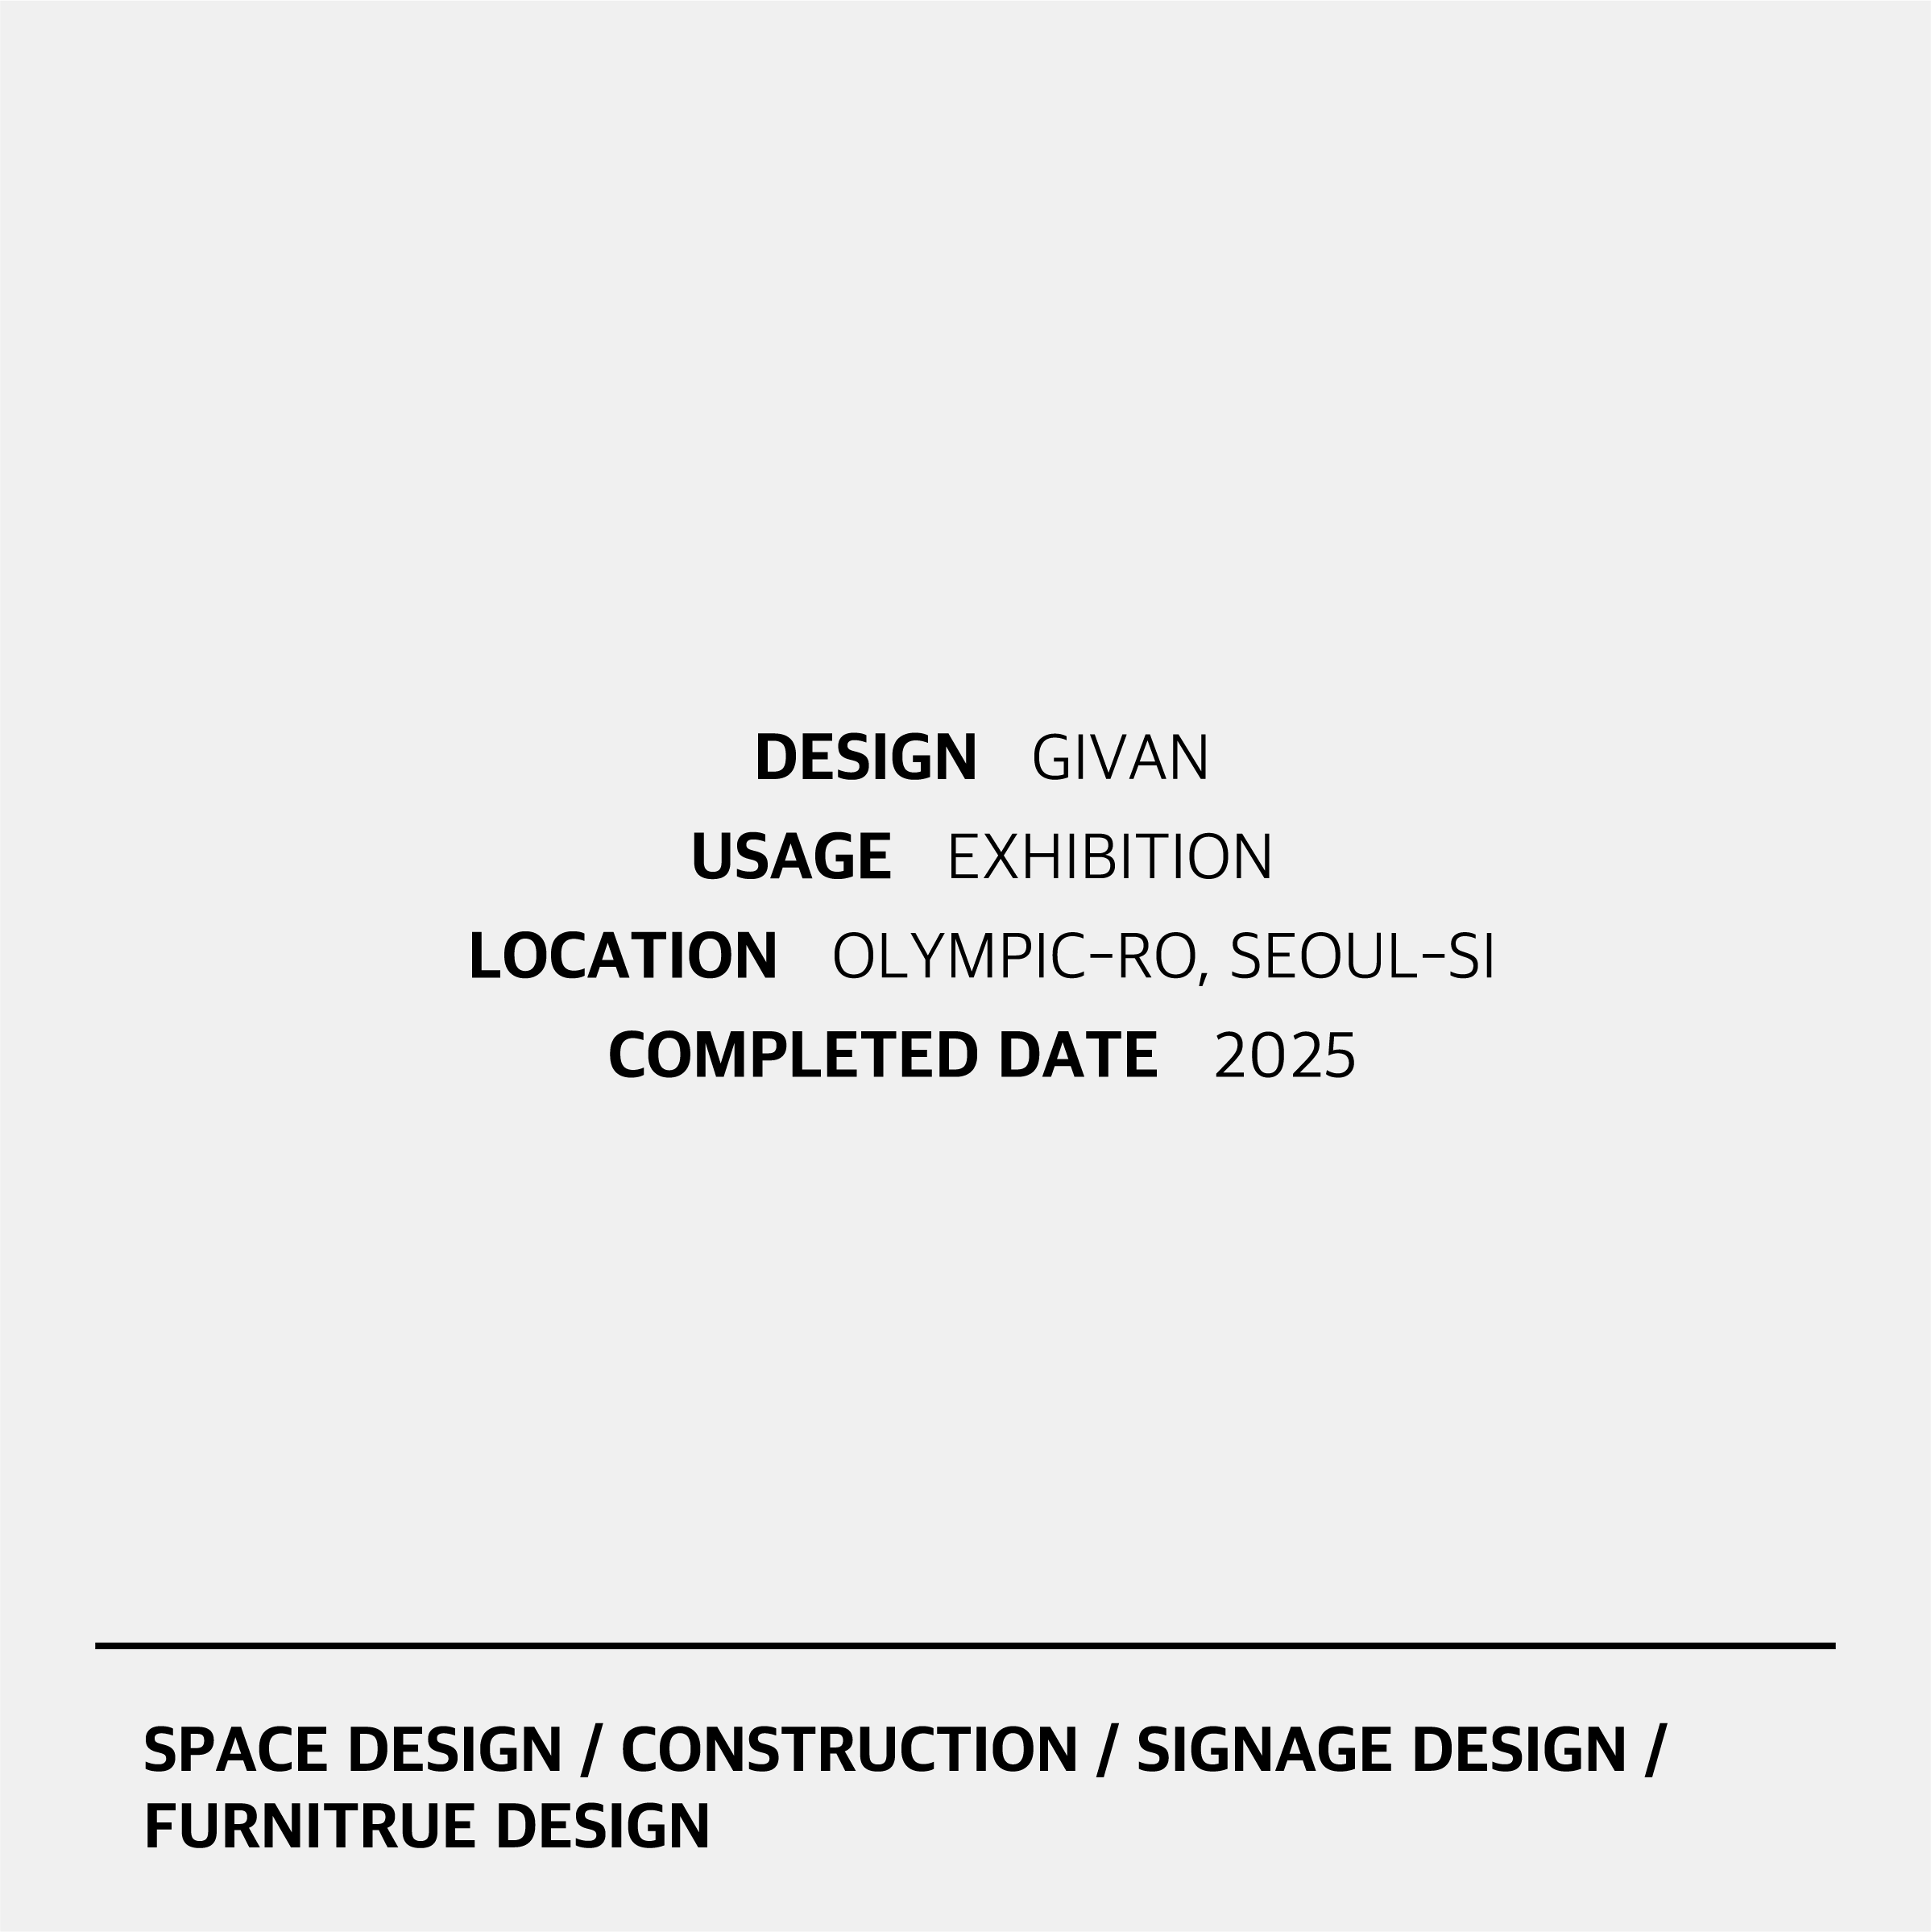 DESIGN GIVAN
USAGE EXHIBITION
LOCATION OLYMPIC-RO, SEOUL-SI
COMPLETED DATE 2025
SPACE DESIGN / CONSTRUCTION / SIGNAGE DESIGN /
FURNITRUE DESIGN